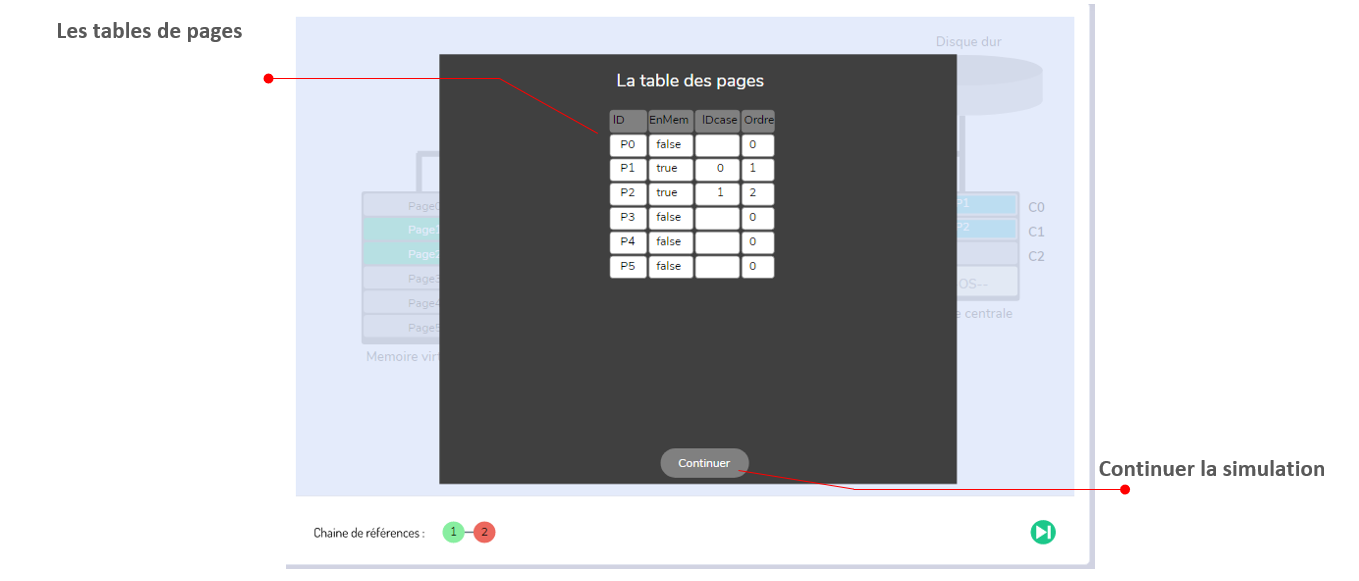 Les tables de pages
Disque dur
La table des pages
ID EnMem IDcase Ordre
P0 false 0
P1 true 0 1
P2 true 1 2
P3 false 0
P4 false 0
P5 false 0
Page
Page1
Page2
Page3
Page4
Page5
Memoire virt
P1 C0
P2 C1
C2
OS--
e centrale
Continuer
Continuer la simulation
Chaine de références : 1 2